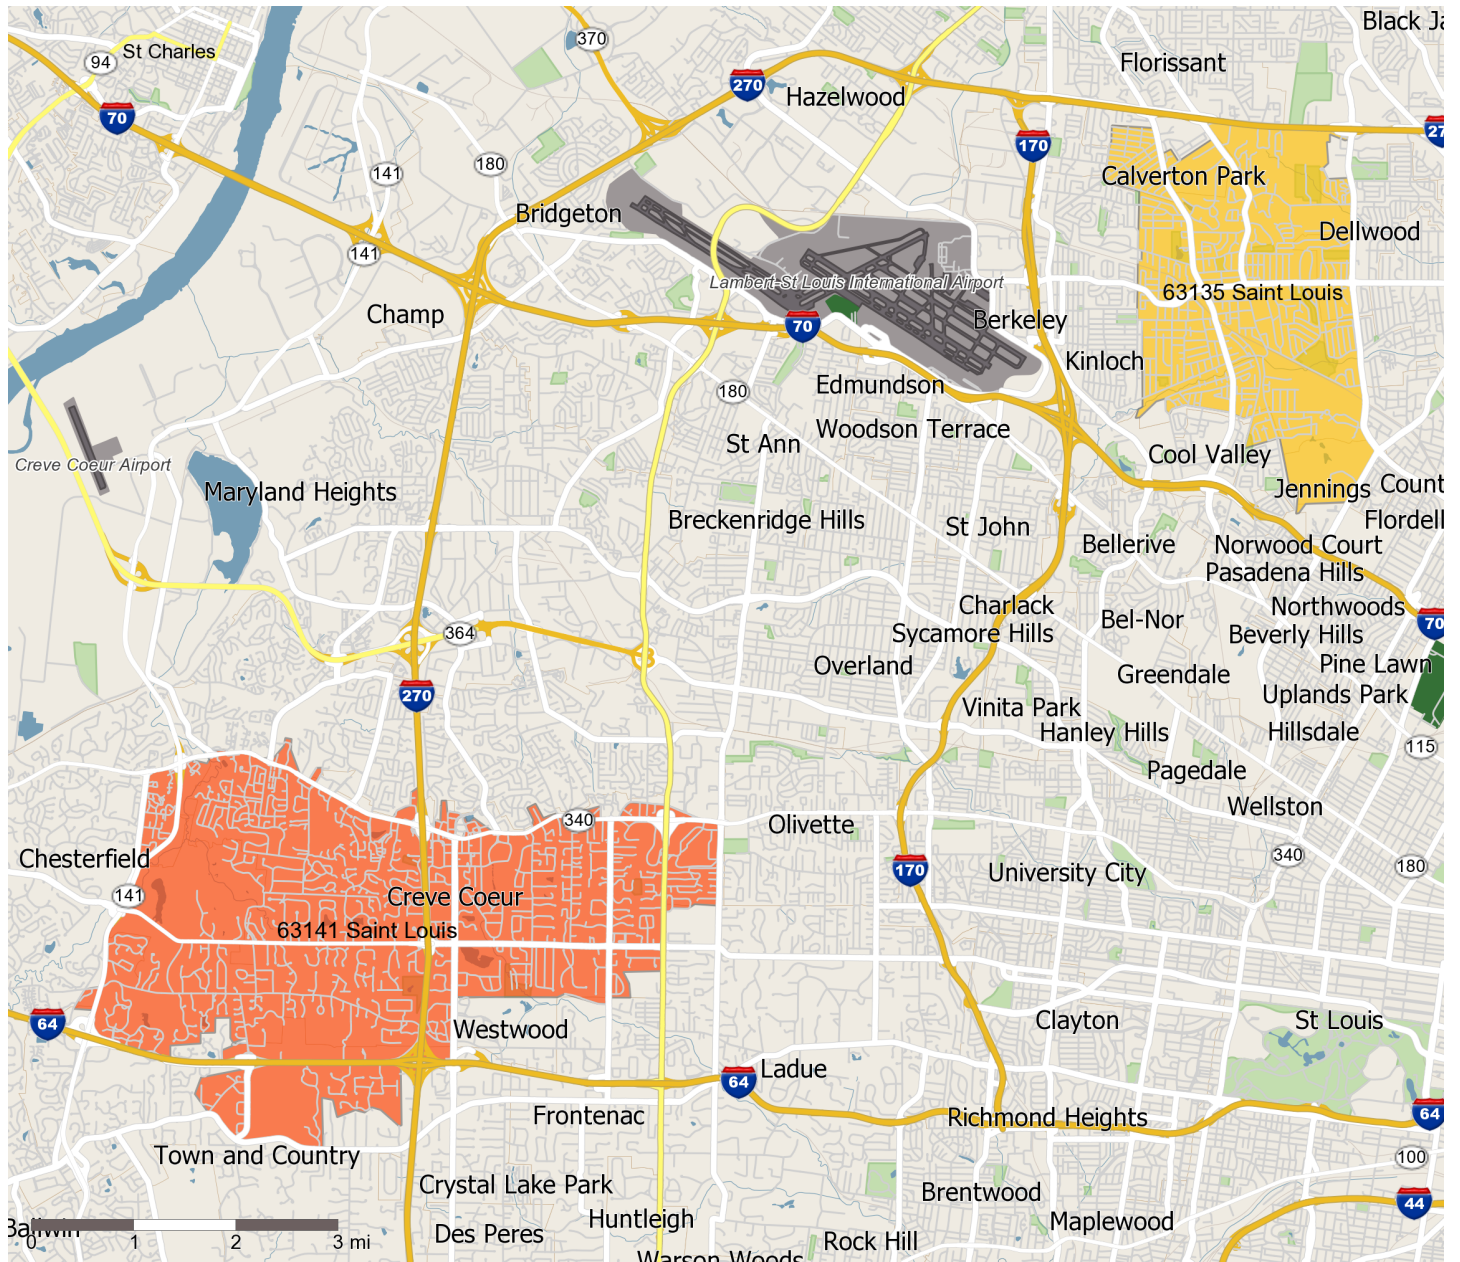 Black Ja
370
St Charles
94
Florissant
270
Hazelwood
70
27
170
141
180
Calverton Park
Bridgeton
Dellwood
141
Lambert-St Louis International Airport
63135 Saint Louis
Champ
Berkeley
70
Kinloch
Edmundson
180
Woodson Terrace
St Ann
Cool Valley
Creve Coeur Airport
Maryland Heights
Jennings
Count
Breckenridge Hills
St John
Flordell
Bellerive
Norwood Court
Pasadena Hills
Charlack
Northwoods
Bel-Nor
70
364
Sycamore Hills
Beverly Hills
Overland
Pine Lawn
Greendale
270
Uplands Park
Vinita Park
Hanley Hills
Hillsdale
115
Pagedale
Wellston
340
Olivette
Chesterfield
340
180
170
University City
141
Creve Coeur
63141 Saint Louis
64
Westwood
Clayton
St Louis
Ladue
64
Frontenac
Richmond Heights
64
Town and Country
100
Crystal Lake Park
Brentwood
44
Huntleigh
Maplewood
Ballwin
Des Peres
Rock Hill
0 1 2 3 mi
Warson Woods